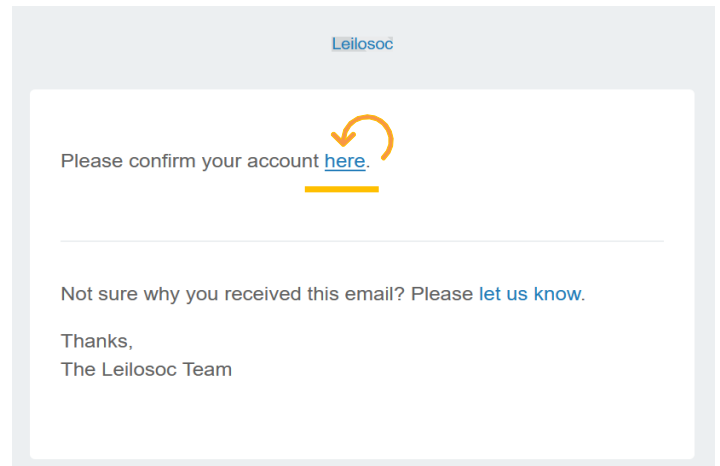 Leilosoc
Please confirm your account here.
Not sure why you received this email? Please let us know.
Thanks,
The Leilosoc Team